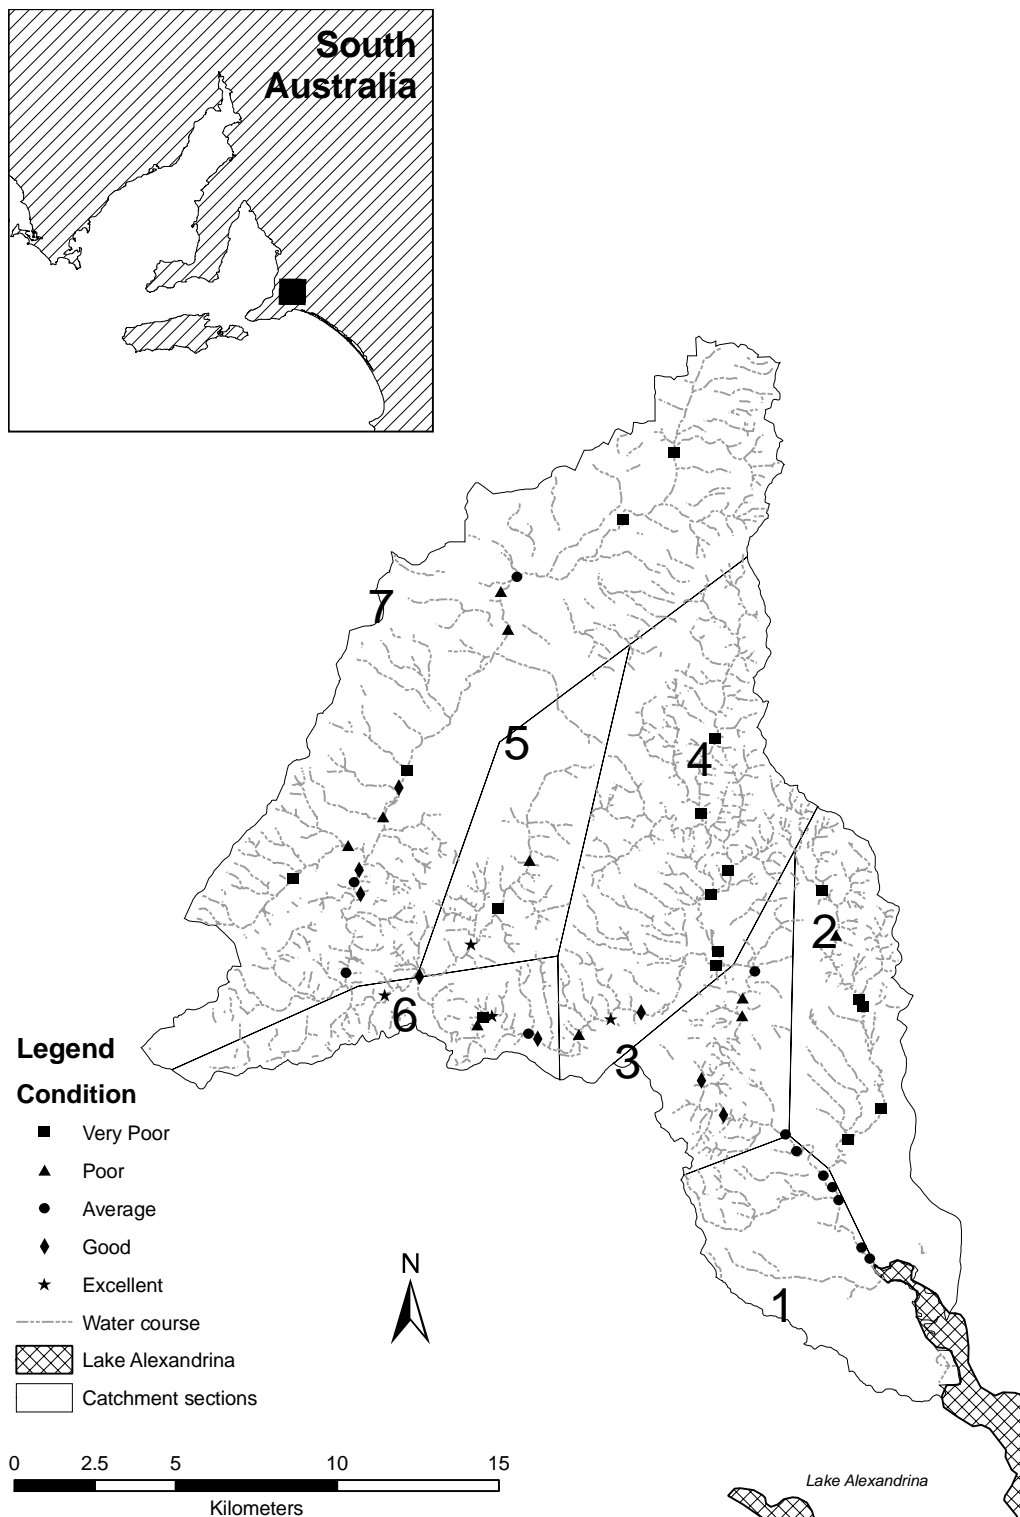 South
Australia
7
5
4
2
6
3
1
Legend
Condition
Very Poor
Poor
Average
Good
Excellent
Water course
Lake Alexandrina
Catchment sections
N
0 2.5 5 10 15
Kilometers
Lake Alexandrina